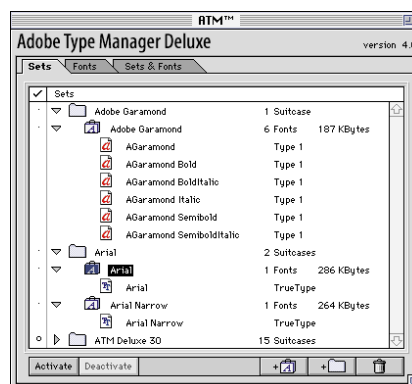 ATM™
Adobe Type Manager Deluxe version 4.
Sets Fonts Sets & Fonts
Sets
Adobe Garamond 1 Suitcase
Adobe Garamond 6 Fonts 187 KBytes
AGaramond Type 1
AGaramond Bold Type 1
AGaramond BoldItalic Type 1
AGaramond Italic Type 1
AGaramond Semibold Type 1
AGaramond SemiboldItalic Type 1
Arial 2 Suitcases
Arial 1 Fonts 286 KBytes
Arial TrueType
Arial Narrow 1 Fonts 264 KBytes
Arial Narrow TrueType
ATM Deluxe 30 15 Suitcases
Activate Deactivate